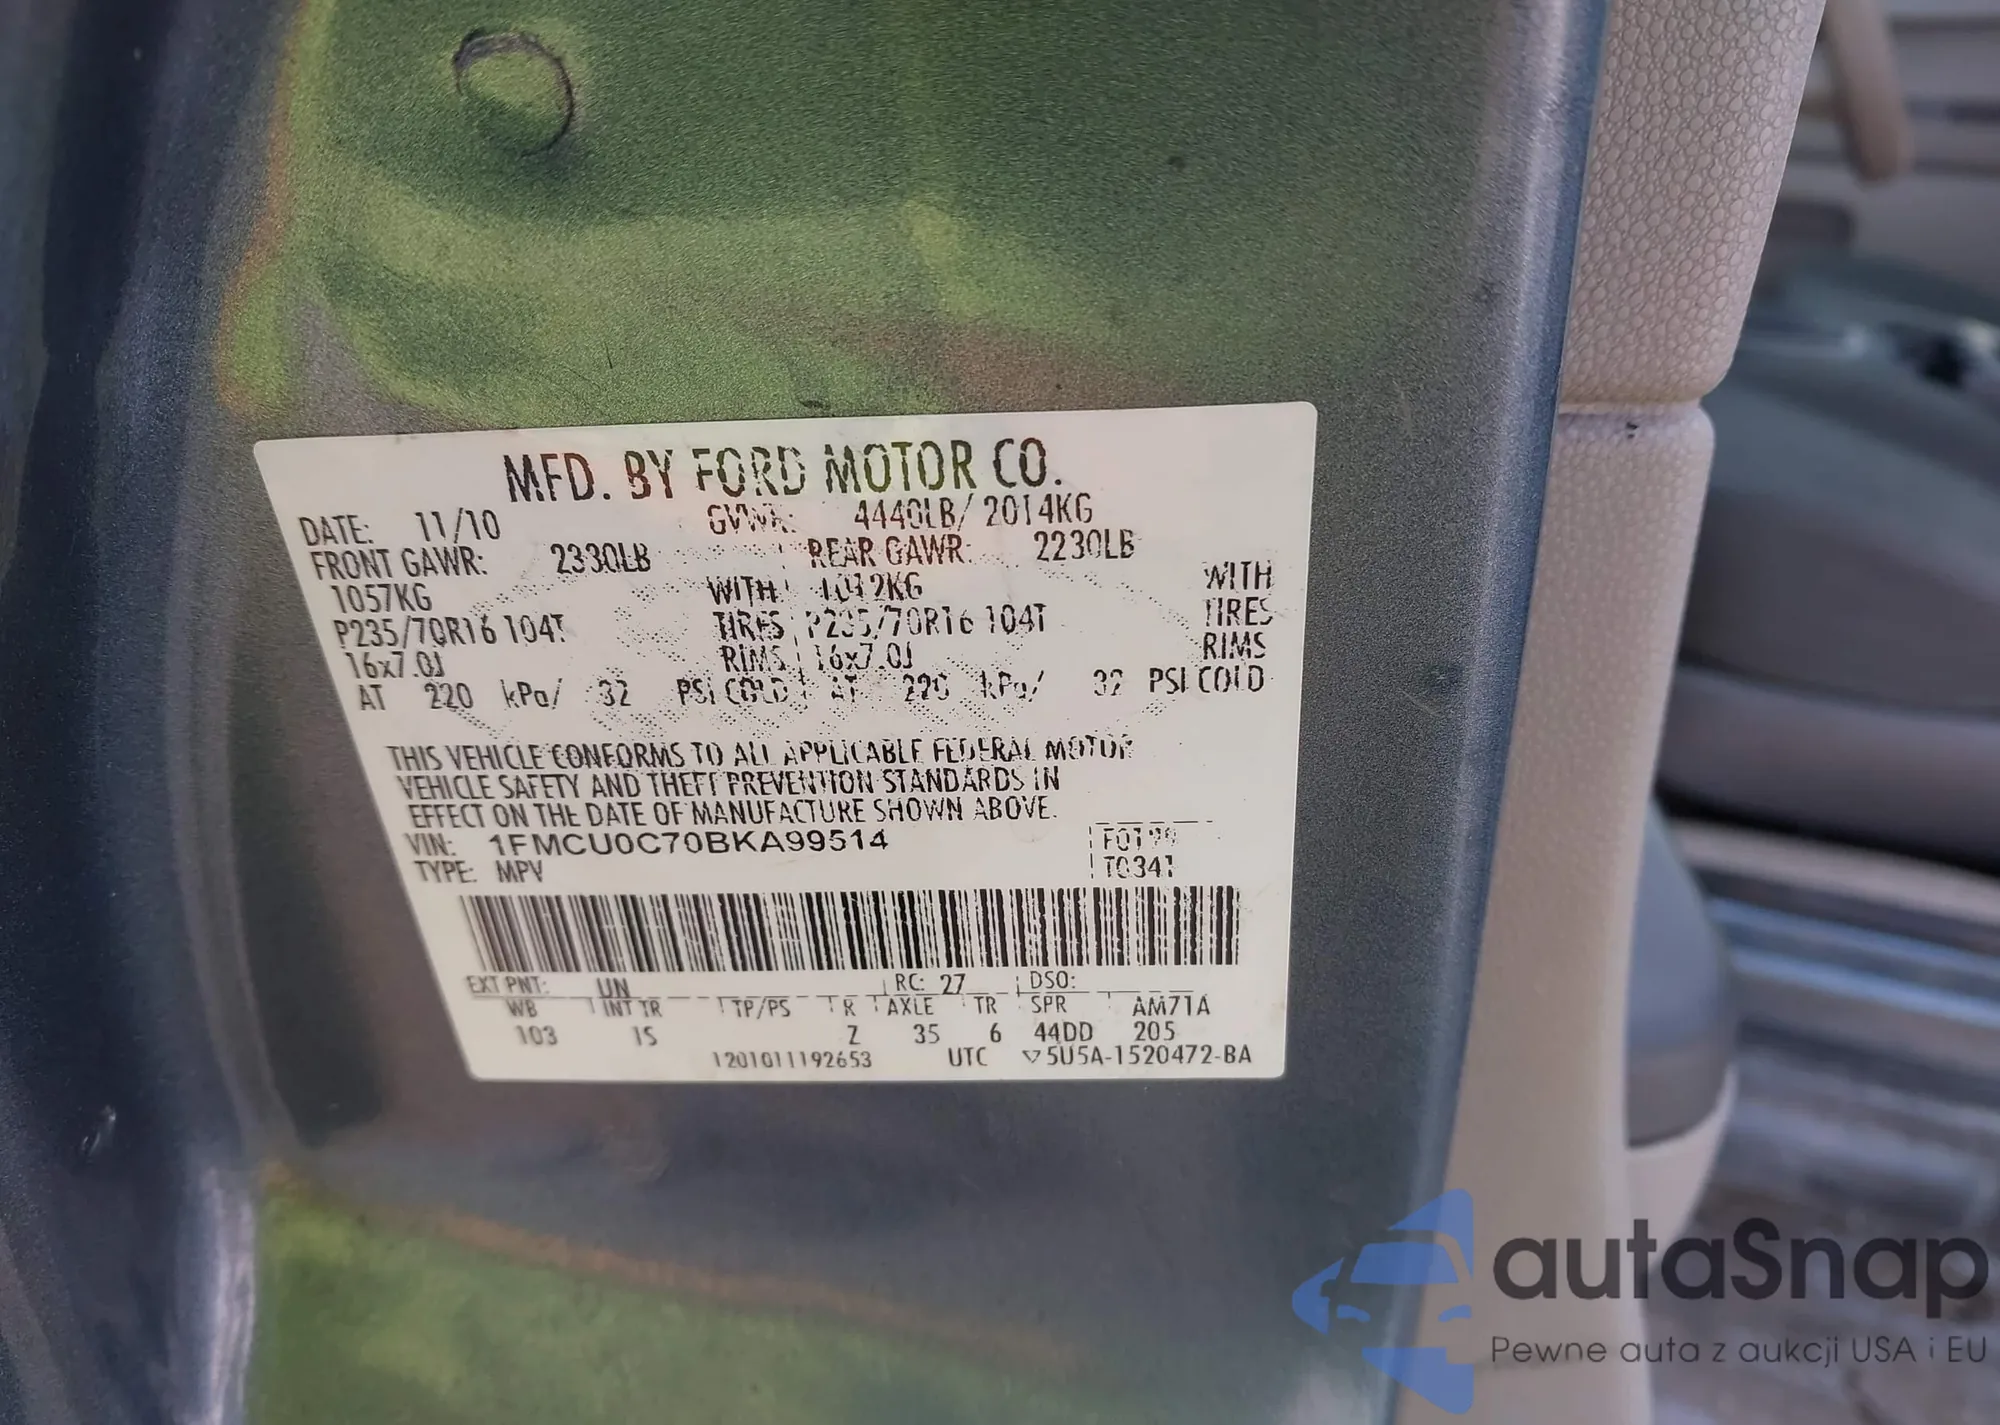 MFD. BY FORD MOTOR CO.
DATE: 11/10 GVWR: 4440LB/ 2014KG
FRONT GAWR: 2330LB REAR GAWR: 2230LB
1057KG WITH 1012KG WITH
P235/70R16 104T TIRES P235/70R16 104T TIRES
16x7.0J RIMS 16x7.0J RIMS
AT 220 kPa/ 32 PSI COLD AT 220 kPa/ 32 PSI COLD
THIS VEHICLE CONFORMS TO ALL APPLICABLE FEDERAL MOTOR
VEHICLE SAFETY AND THEFT PREVENTION STANDARDS IN
EFFECT ON THE DATE OF MANUFACTURE SHOWN ABOVE.
VIN: 1FMCU0C70BKA99514
TYPE: MPV T0341
EXT PNT: UN RC: 27 DSO:
WB INT TR TP/PS R AXLE TR SPR AM71A
103 IS Z 35 6 44DD 205
1201011192653 UTC ▽5U5A-1520472-BA
autaSnap
Pewne auta z aukcji USA i EU